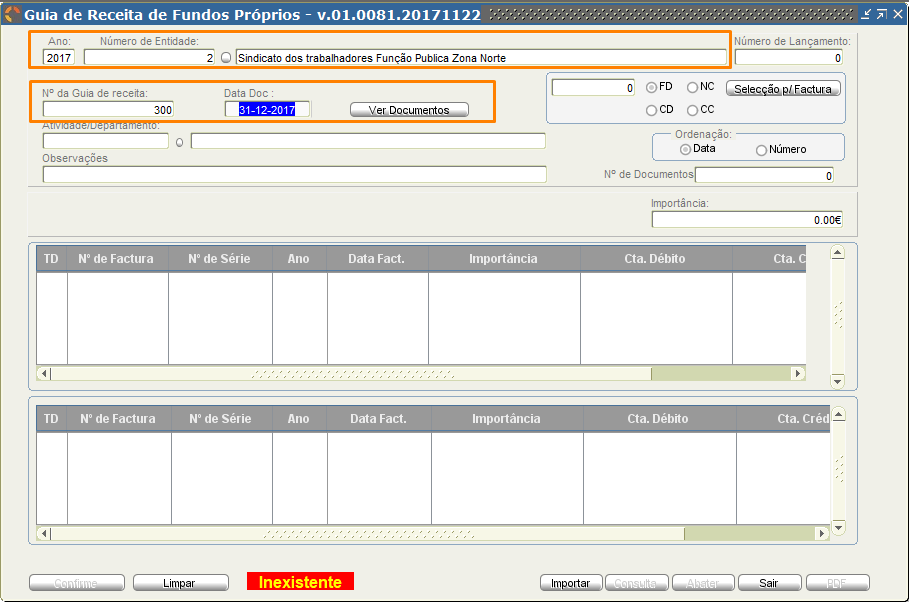 Guia de Receita de Fundos Próprios - v.01.0081.20171122
Ano: Número de Entidade: Número de Lançamento:
2017 2 Sindicato dos trabalhadores Função Publica Zona Norte 0
Nº da Guia de receita: Data Doc : 0 FD NC Selecção p/ Factura
300 31-12-2017 Ver Documentos CD CC
Atividade/Departamento:
Ordenação:
Data Número
Observações
Nº de Documentos 0
Importância:
0.00€
TD Nº de Factura Nº de Série Ano Data Fact. Importância Cta. Débito Cta. C
TD Nº de Factura Nº de Série Ano Data Fact. Importância Cta. Débito Cta. Créd
Confirme Limpar Inexistente Importar Consulta Abater Sair PDF